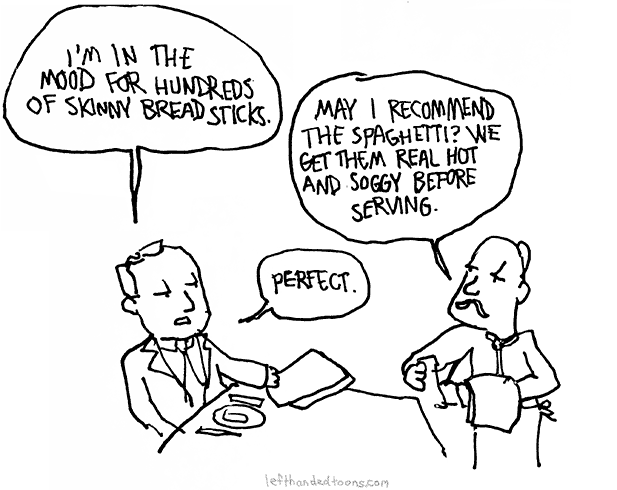 I'M IN THE
MOOD FOR HUNDREDS
OF SKINNY BREAD STICKS.
MAY I RECOMMEND
THE SPAGHETTI? WE
GET THEM REAL HOT
AND SOGGY BEFORE
SERVING.
PERFECT.
lefthandedtoons.com